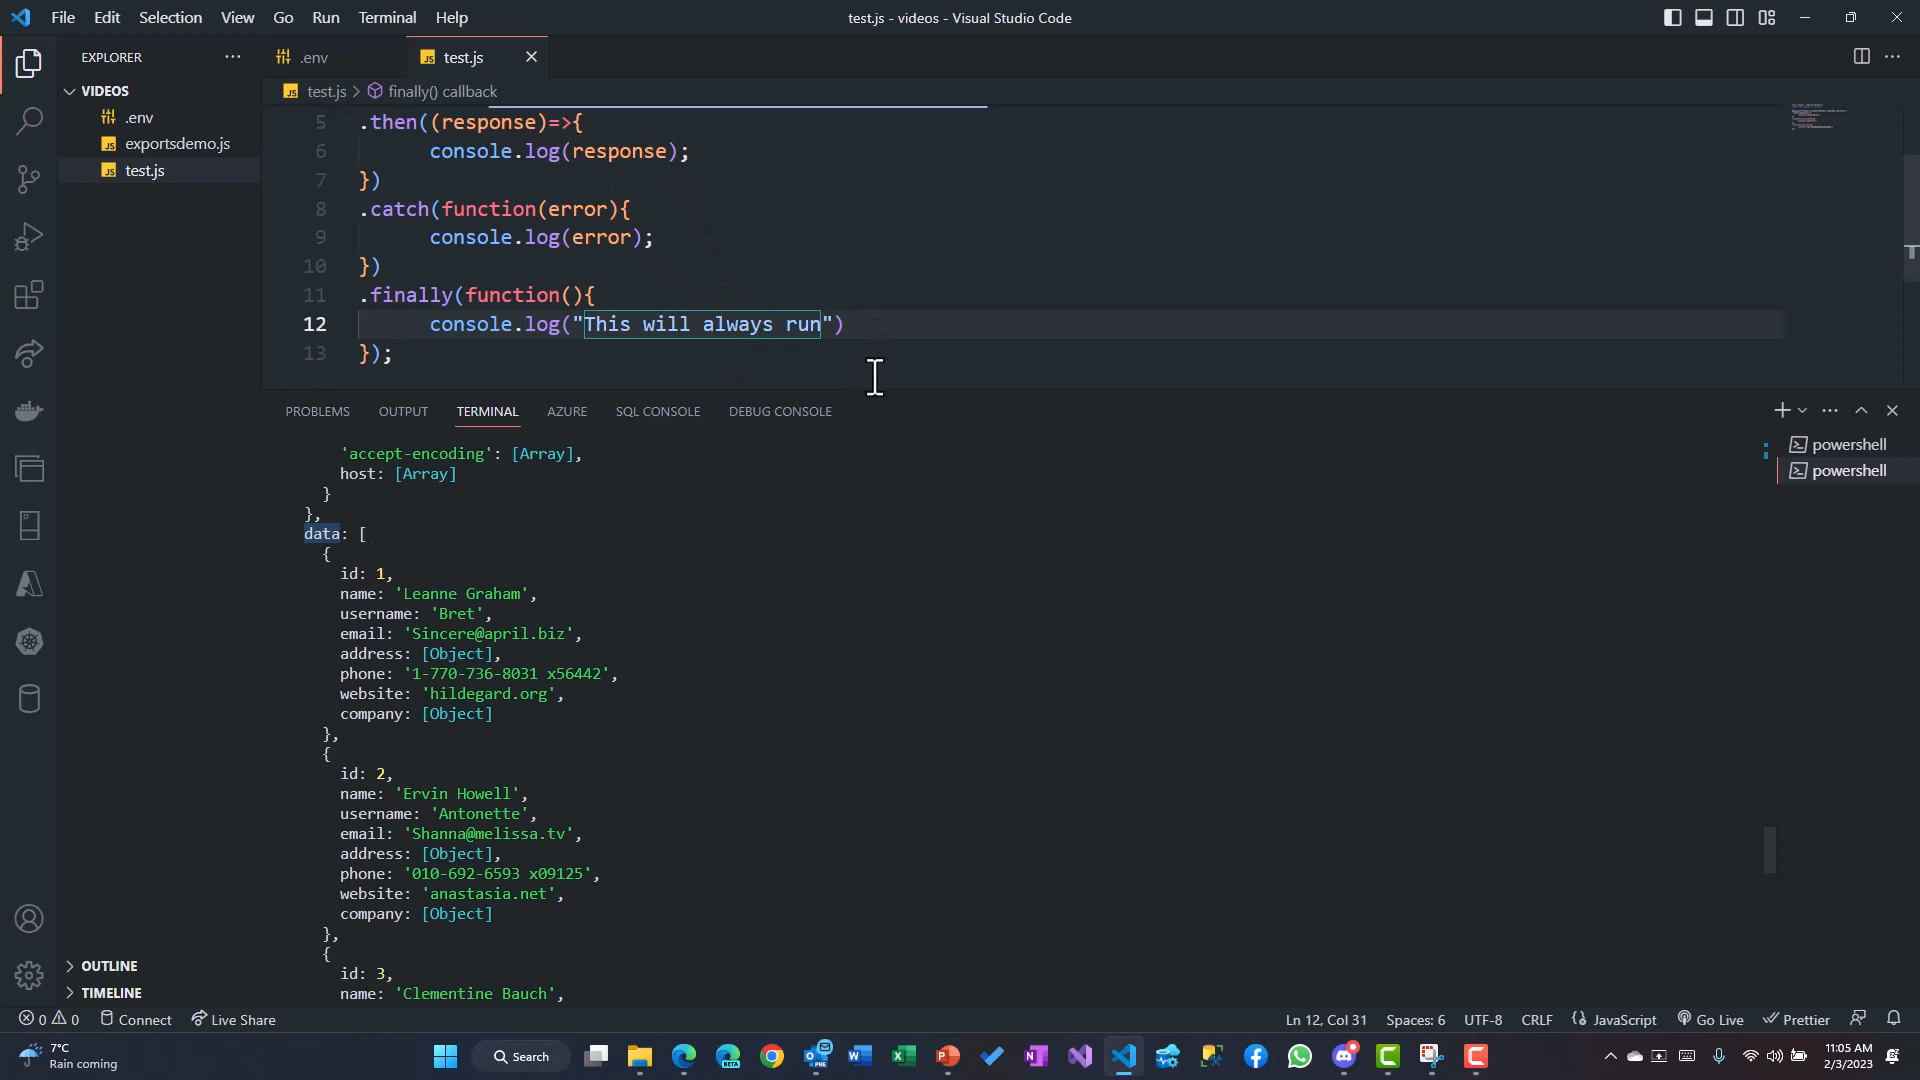 File Edit Selection View Go Run Terminal Help
test.js - videos - Visual Studio Code
EXPLORER
VIDEOS
.env
exportsdemo.js
test.js
OUTLINE
TIMELINE
.env
test.js
test.js > finally() callback
5 .then((response)=>{
6 console.log(response);
7 })
8 .catch(function(error){
9 console.log(error);
10 })
11 .finally(function(){
12 console.log("This will always run")
13 });
PROBLEMS OUTPUT TERMINAL AZURE SQL CONSOLE DEBUG CONSOLE
powershell
powershell
'accept-encoding': [Array],
host: [Array]
}
},
data: [
{
id: 1,
name: 'Leanne Graham',
username: 'Bret',
email: 'Sincere@april.biz',
address: [Object],
phone: '1-770-736-8031 x56442',
website: 'hildegard.org',
company: [Object]
},
{
id: 2,
name: 'Ervin Howell',
username: 'Antonette',
email: 'Shanna@melissa.tv',
address: [Object],
phone: '010-692-6593 x09125',
website: 'anastasia.net',
company: [Object]
},
{
id: 3,
name: 'Clementine Bauch',
0 0 Connect Live Share
Ln 12, Col 31 Spaces: 6 UTF-8 CRLF JavaScript Go Live Prettier
7°C
Rain coming
Search
11:05 AM
2/3/2023